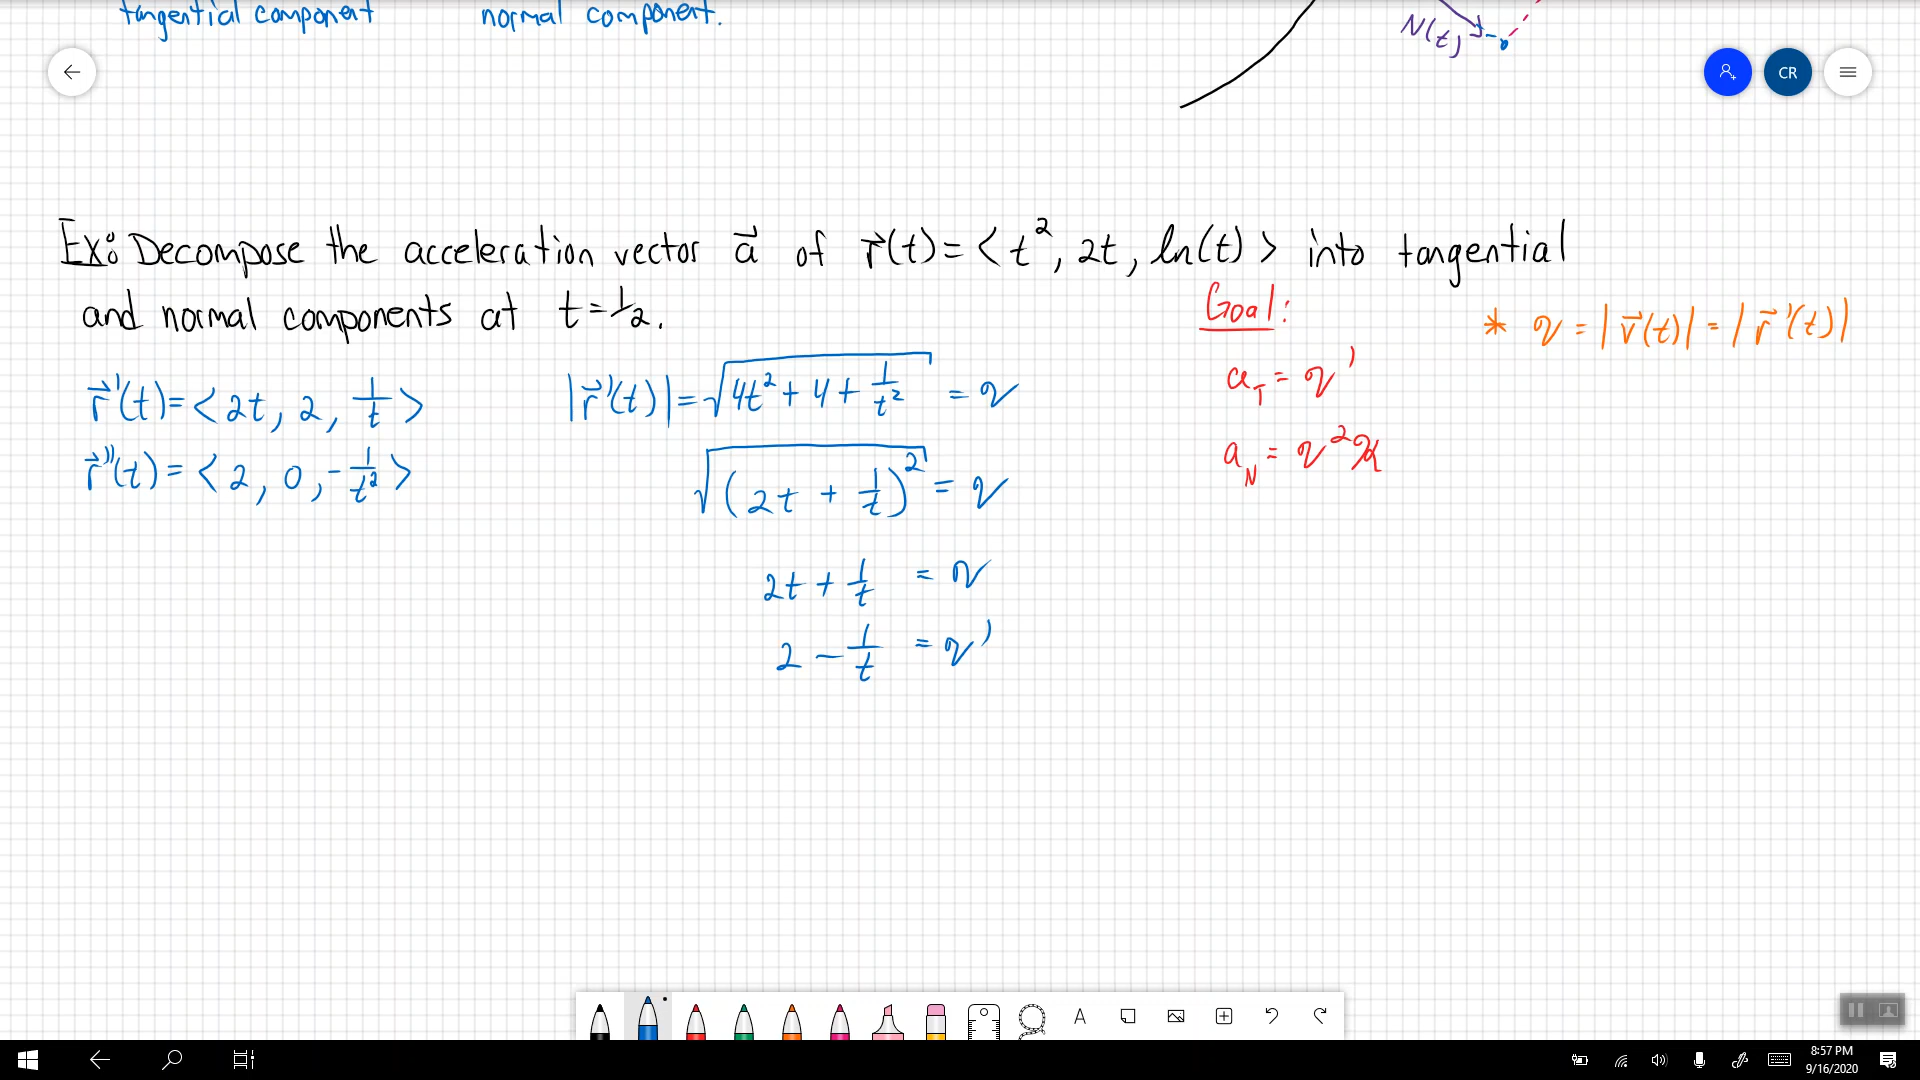 tangential component normal component.
N(t)
CR
Ex: Decompose the acceleration vector a⃗ of r⃗(t) = < t², 2t, ln(t) > into tangential
and normal components at t = 1/2.
Goal:
* v = |v⃗(t)| = |r⃗'(t)|
r⃗'(t) = < 2t, 2, 1/t >
|r⃗'(t)| = √(4t² + 4 + 1/t²) = v
a_T = v'
r⃗''(t) = < 2, 0, -1/t² >
√((2t + 1/t)²) = v
a_N = v²ϰ
2t + 1/t = v
2 - 1/t = v'
A
8:57 PM
9/16/2020